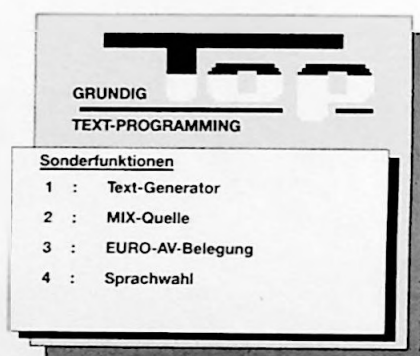 Top
GRUNDIG
TEXT-PROGRAMMING
Sonderfunktionen
1 : Text-Generator
2 : MIX-Quelle
3 : EURO-AV-Belegung
4 : Sprachwahl